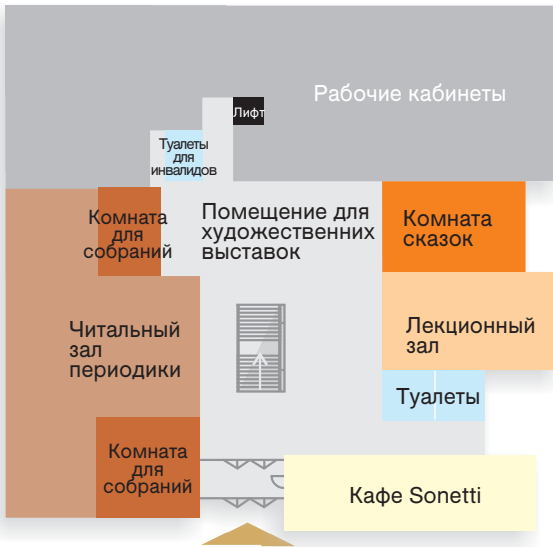 Рабочие кабинеты
Лифт
Туалеты
для
инвалидов
Комната
для
собраний
Помещение для
художественних
выставок
Комната
сказок
Читальный
зал
периодики
Лекционный
зал
Туалеты
Комната
для
собраний
Кафе Sonetti